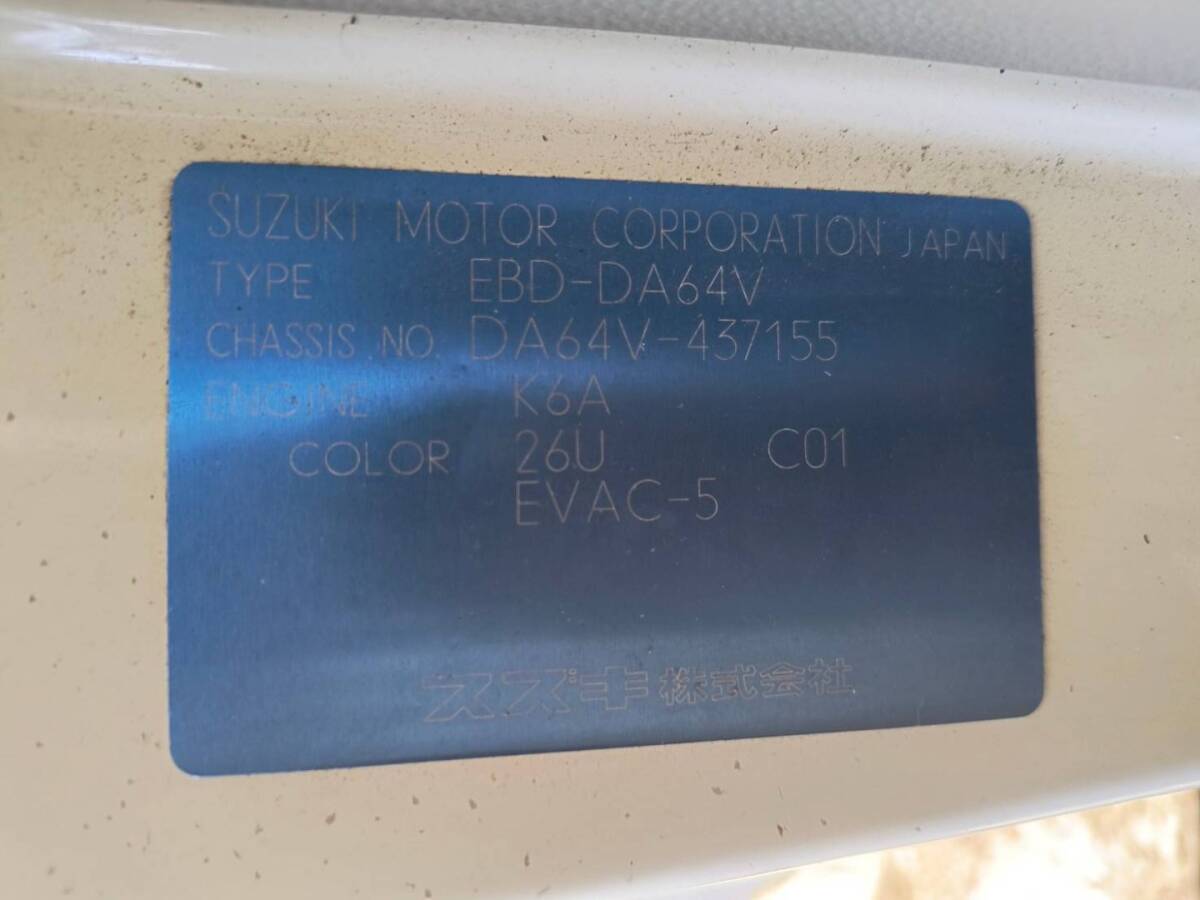 SUZUKI MOTOR CORPORATION JAPAN
TYPE EBD-DA64V
CHASSIS NO. DA64V-437155
ENGINE K6A
COLOR 26U C01
EVAC-5
スズキ株式会社